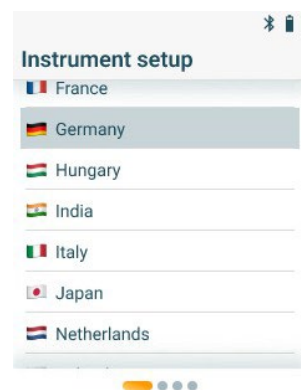 Instrument setup
France
Germany
Hungary
India
Italy
Japan
Netherlands